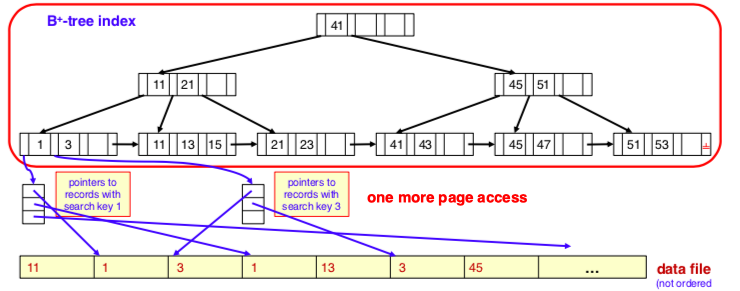 B+-tree index
41
11 21
45 51
1 3
11 13 15
21 23
41 43
45 47
51 53
pointers to
records with
search key 1
pointers to
records with
search key 3
one more page access
11 1 3 1 13 3 45 ...
data file
(not ordered